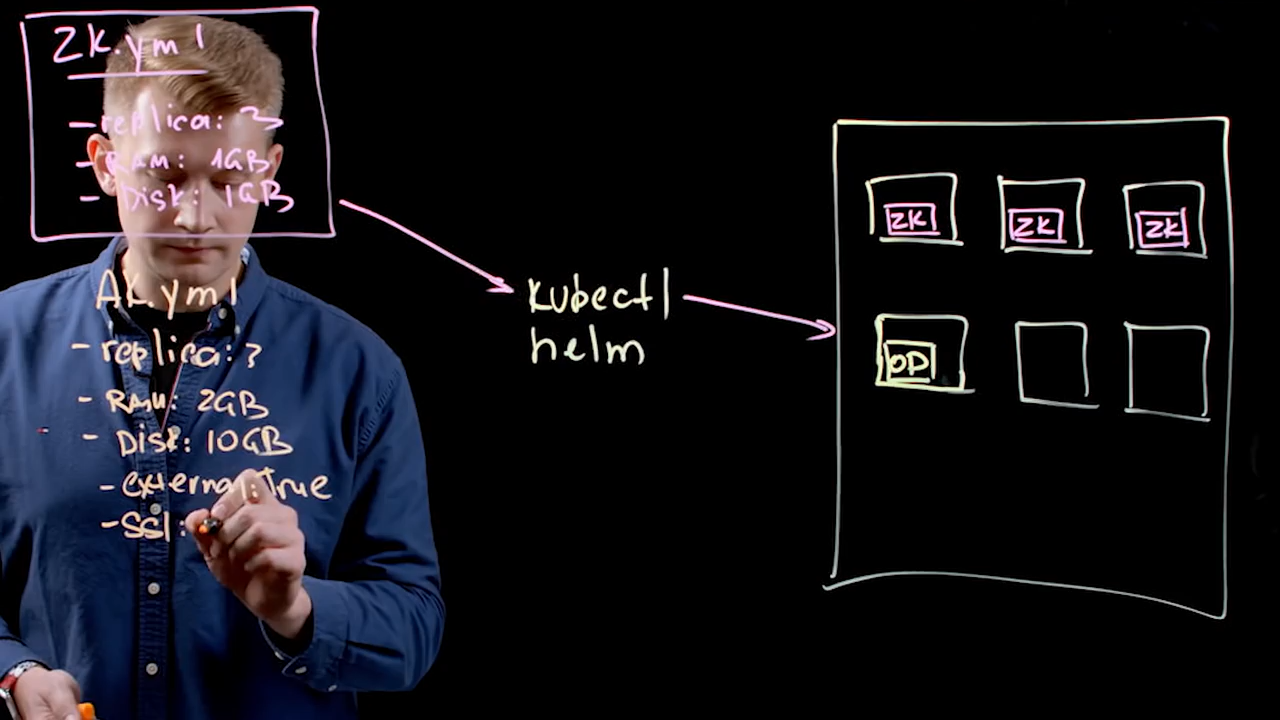 ZK.yml
- replica: 3
- RAM: 1GB
- Disk: 1GB
AK.yml
- replica: 3
- RAM: 2GB
- Disk: 10GB
- external: True
- SSl:
kubectl
helm
ZK
ZK
ZK
OP